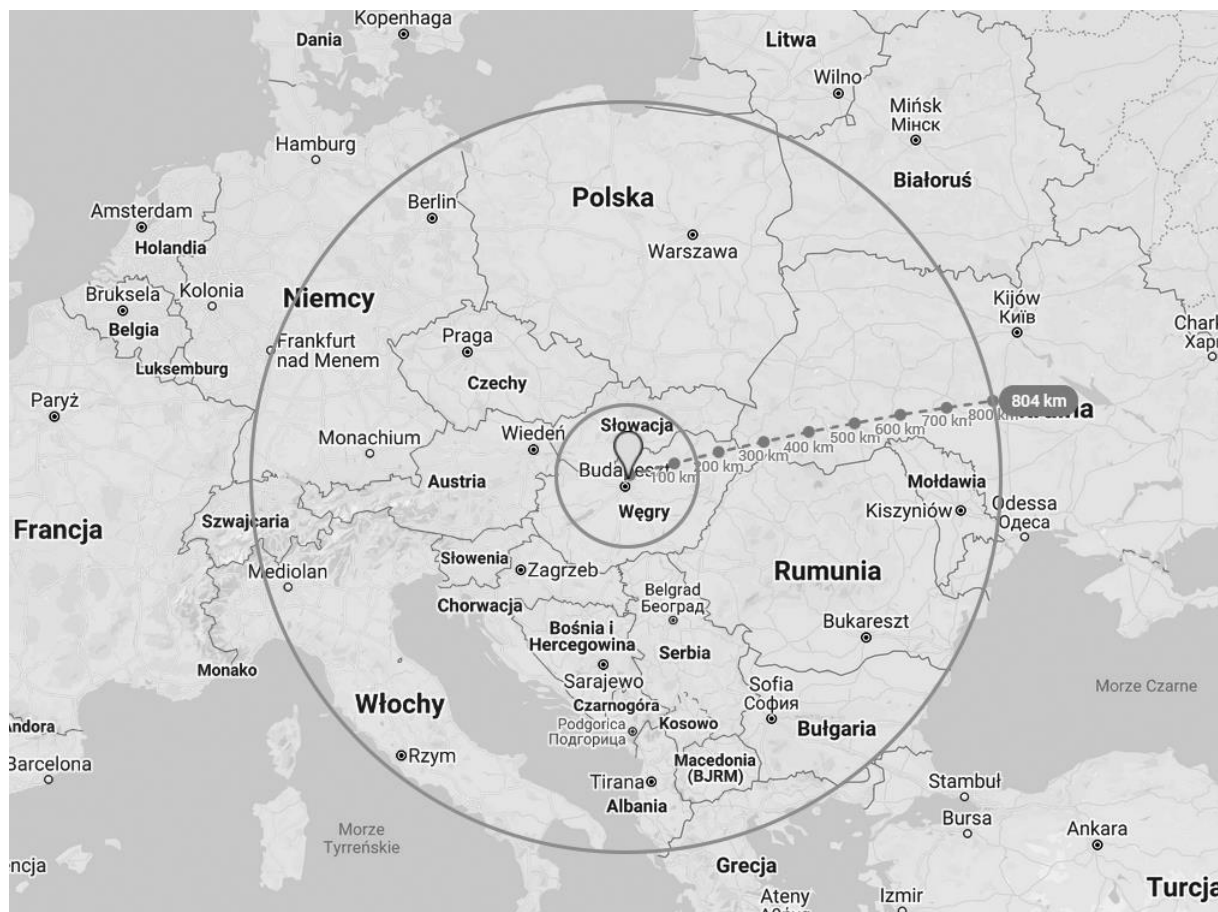 Kopenhaga
Dania
Litwa
Wilno
Mińsk
Мінск
Hamburg
Białoruś
Polska
Amsterdam
Berlin
Holandia
Warszawa
Bruksela
Kolonia
Niemcy
Kijów
Київ
Belgia
Frankfurt
nad Menem
Praga
Luksemburg
Czechy
Paryż
804 km
800 km
700 km
600 km
500 km
400 km
300 km
200 km
100 km
Słowacja
Monachium
Wiedeń
Budapeszt
Austria
Węgry
Mołdawia
Kiszyniów
Odessa
Одеса
Francja
Szwajcaria
Słowenia
Zagrzeb
Mediolan
Rumunia
Chorwacja
Belgrad
Београд
Bośnia i
Hercegowina
Bukareszt
Serbia
Monako
Sarajewo
Sofia
София
Morze Czarne
Włochy
Czarnogóra
Podgorica
Подгорица
Kosowo
Bułgaria
Rzym
Macedonia
(BJRM)
Barcelona
Tirana
Albania
Stambuł
Bursa
Ankara
Morze
Tyrreńskie
Grecja
Ateny
Izmir